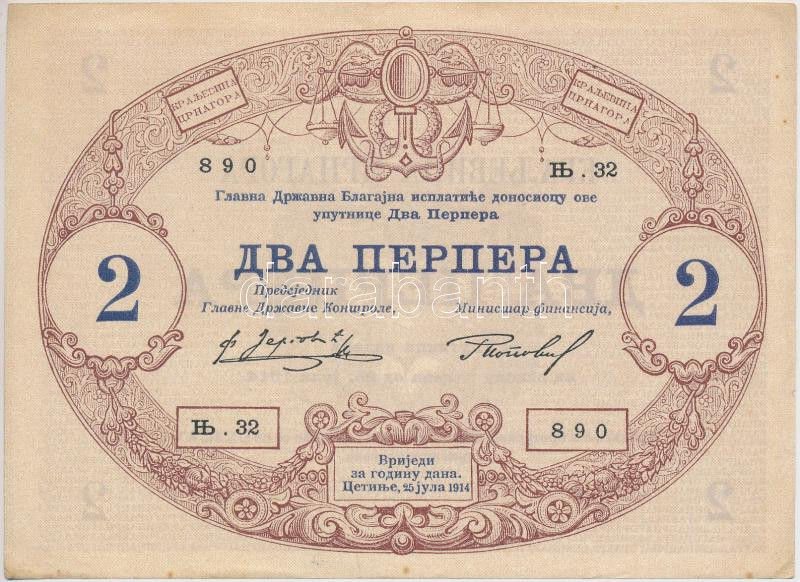 КРАЉЕВИНА
ЦРНАГОРА
КРАЉЕВИНА
ЦРНАГОРА
890
Њ.32
Главна Државна Благајна исплатиће доносиоцу ове
упутнице Два Перпера
ДВА ПЕРПЕРА
2
2
Предсједник
Главне Државне Контроле,
Министар финансија,
darabanth
Њ.32
890
Вриједи
за годину дана.
Цетиње, 25 јула 1914